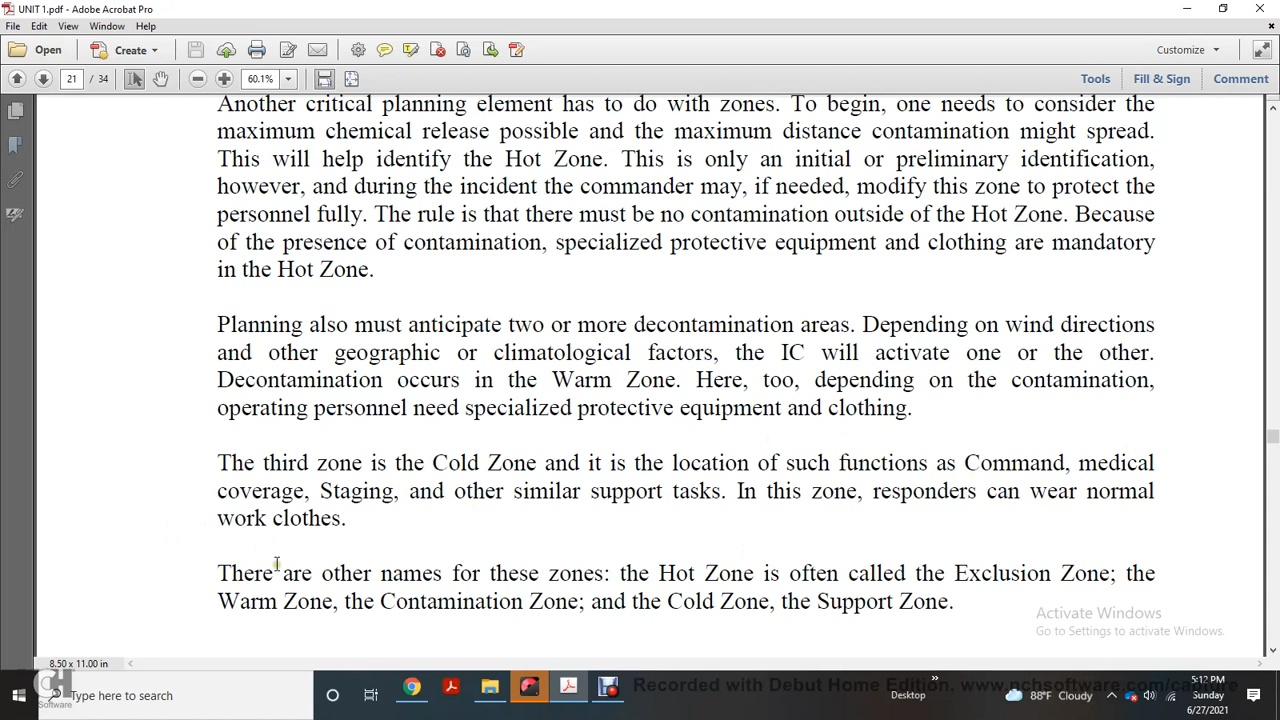 UNIT 1.pdf - Adobe Acrobat Pro
File Edit View Window Help
Open Create Customize
21 / 34 60.1% Tools Fill & Sign Comment
Another critical planning element has to do with zones. To begin, one needs to consider the
maximum chemical release possible and the maximum distance contamination might spread.
This will help identify the Hot Zone. This is only an initial or preliminary identification,
however, and during the incident the commander may, if needed, modify this zone to protect the
personnel fully. The rule is that there must be no contamination outside of the Hot Zone. Because
of the presence of contamination, specialized protective equipment and clothing are mandatory
in the Hot Zone.
Planning also must anticipate two or more decontamination areas. Depending on wind directions
and other geographic or climatological factors, the IC will activate one or the other.
Decontamination occurs in the Warm Zone. Here, too, depending on the contamination,
operating personnel need specialized protective equipment and clothing.
The third zone is the Cold Zone and it is the location of such functions as Command, medical
coverage, Staging, and other similar support tasks. In this zone, responders can wear normal
work clothes.
There are other names for these zones: the Hot Zone is often called the Exclusion Zone; the
Warm Zone, the Contamination Zone; and the Cold Zone, the Support Zone.
Activate Windows
Go to Settings to activate Windows.
8.50 x 11.00 in
Software
Type here to search
Recorded with Debut Home Edition. www.nchsoftware.com/capture
Desktop
88°F Cloudy
5:12 PM
Sunday
6/27/2021